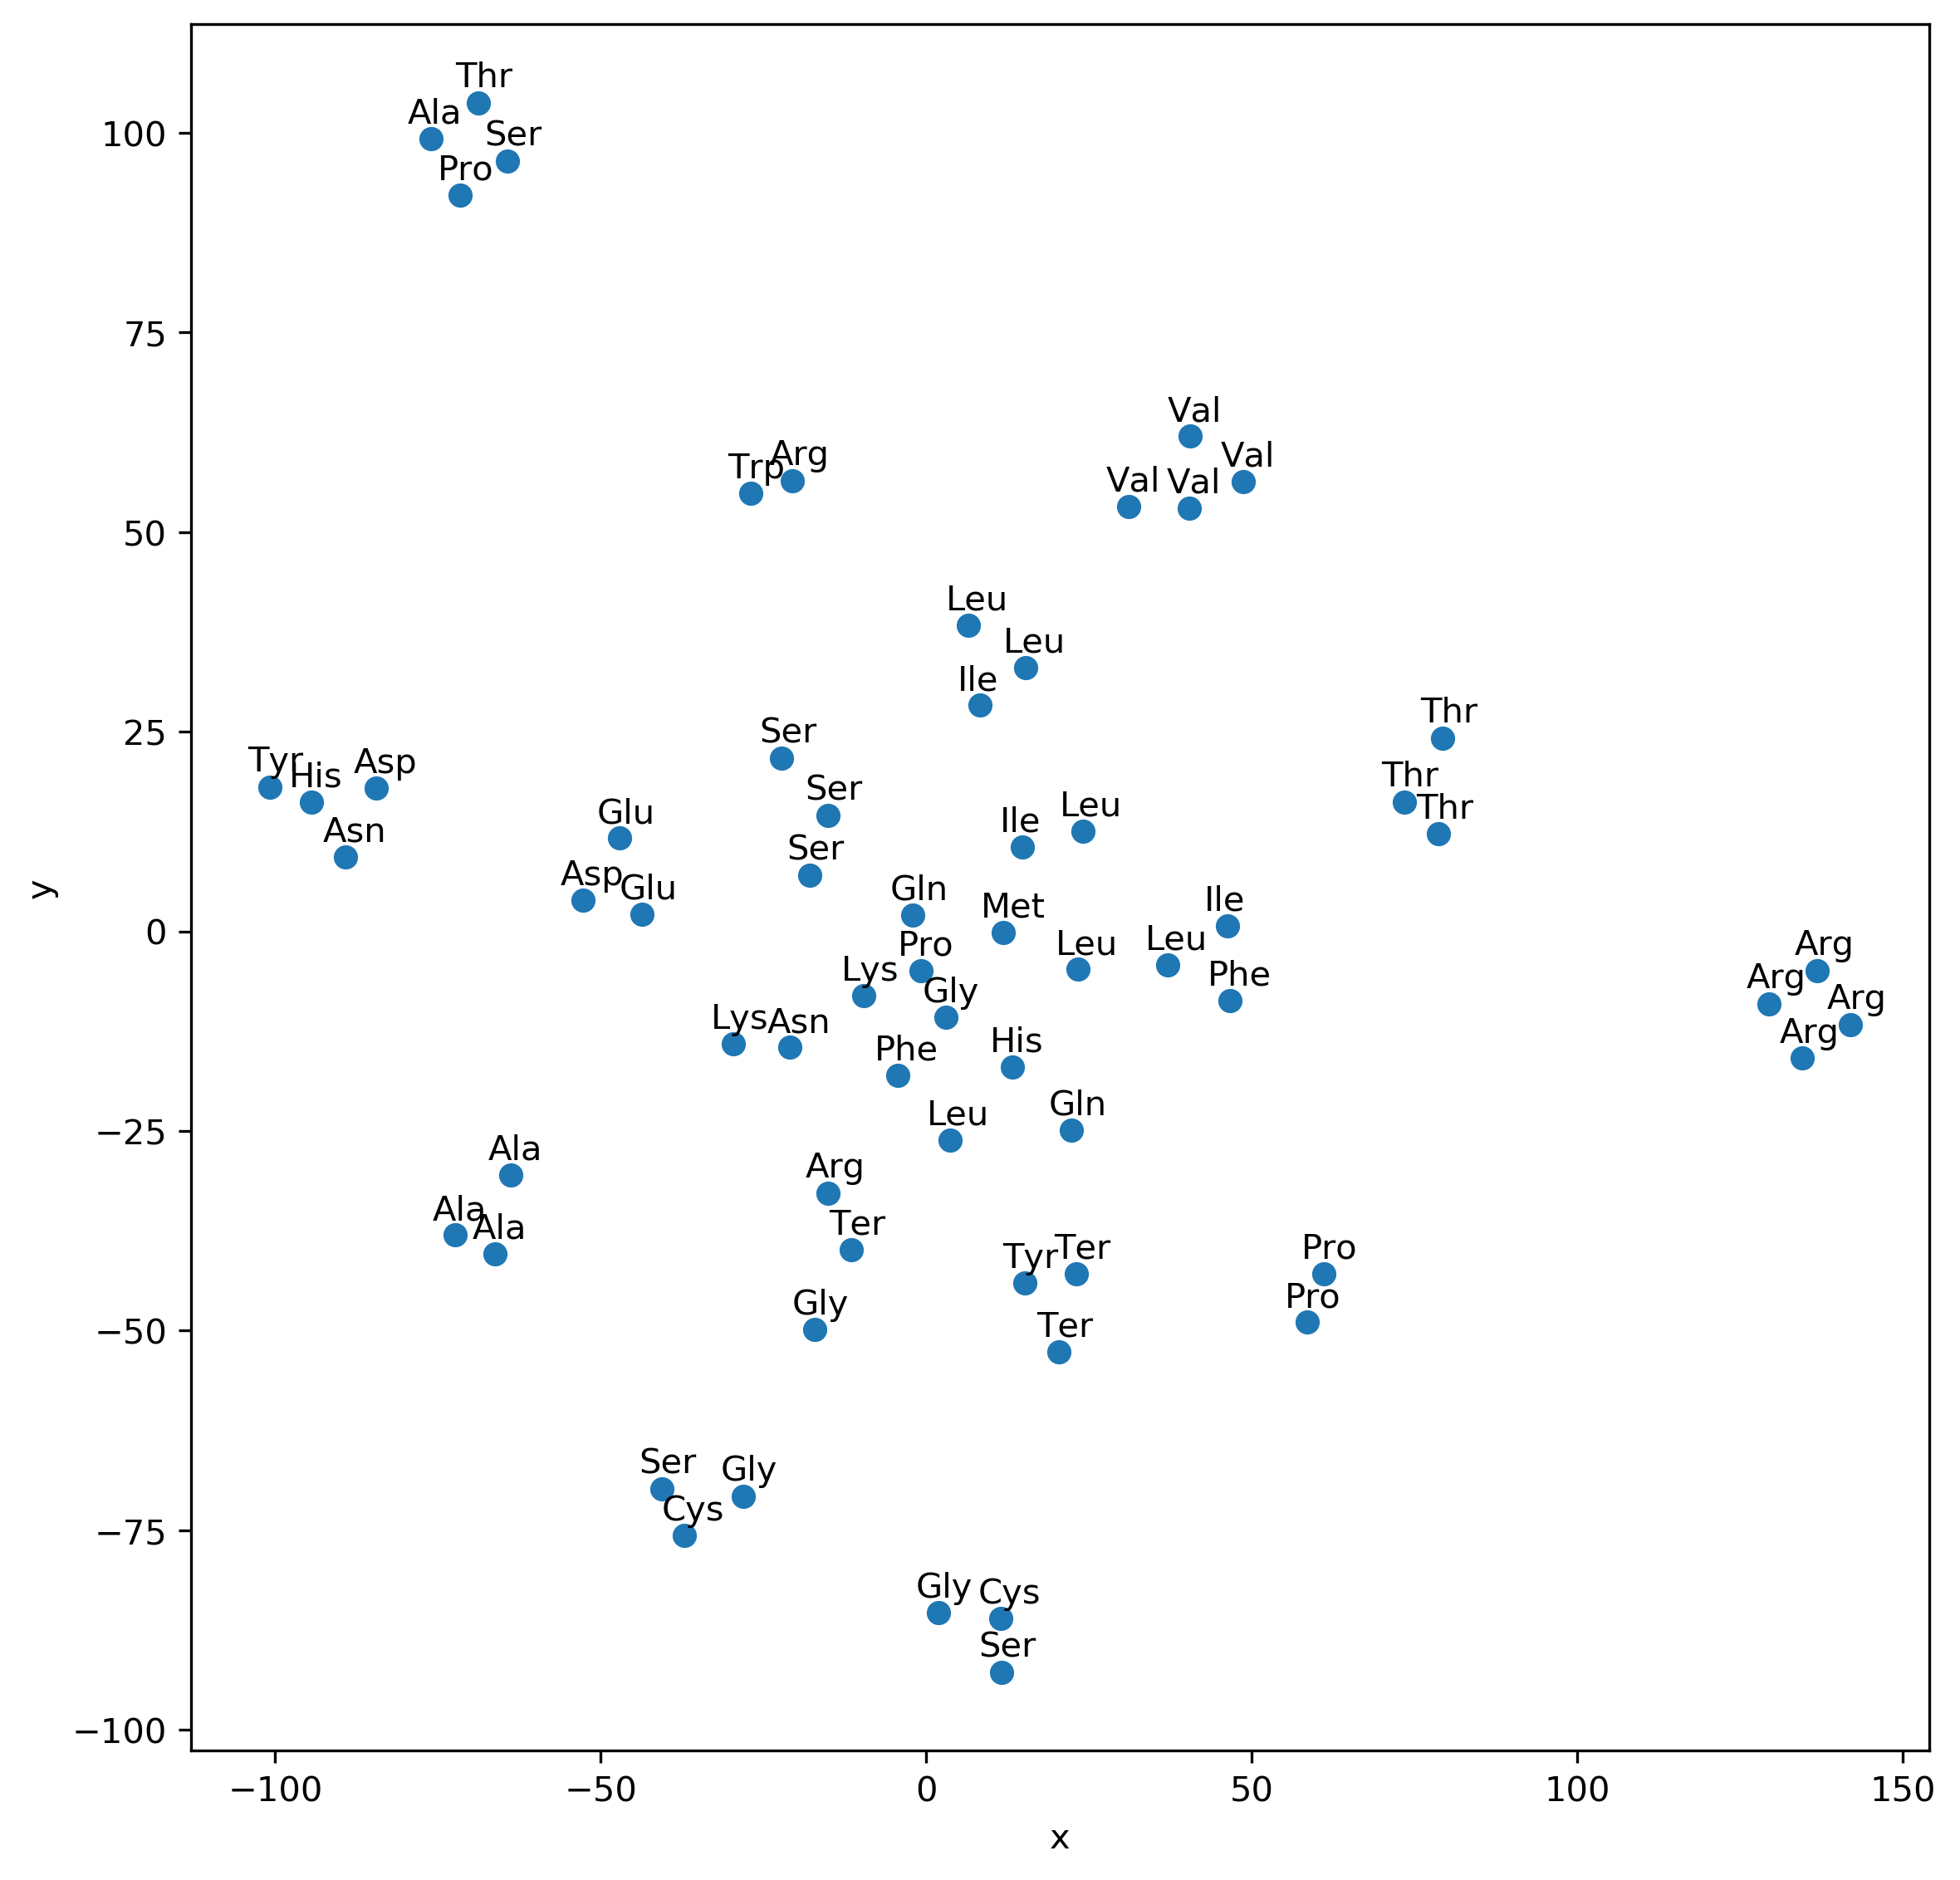 Thr
Ala
100
Ser
Pro
75
Val
Arg
Val
Trp
Val
Val
50
Leu
Leu
Ile
Thr
25
Ser
Tyr
Asp
His
Thr
Ser
Leu
Thr
Glu
Ile
Asn
Ser
Asp
Glu
Gln
Ile
y
Met
0
Pro
Leu
Leu
Arg
Lys
Phe
Arg
Gly
Arg
Lys
Asn
Arg
His
Phe
Gln
Leu
−25
Ala
Arg
Ala
Ter
Ala
Ter
Pro
Tyr
Pro
Gly
−50
Ter
Ser
Gly
Cys
−75
Gly
Cys
Ser
−100
−100 −50 0 50 100 150
x